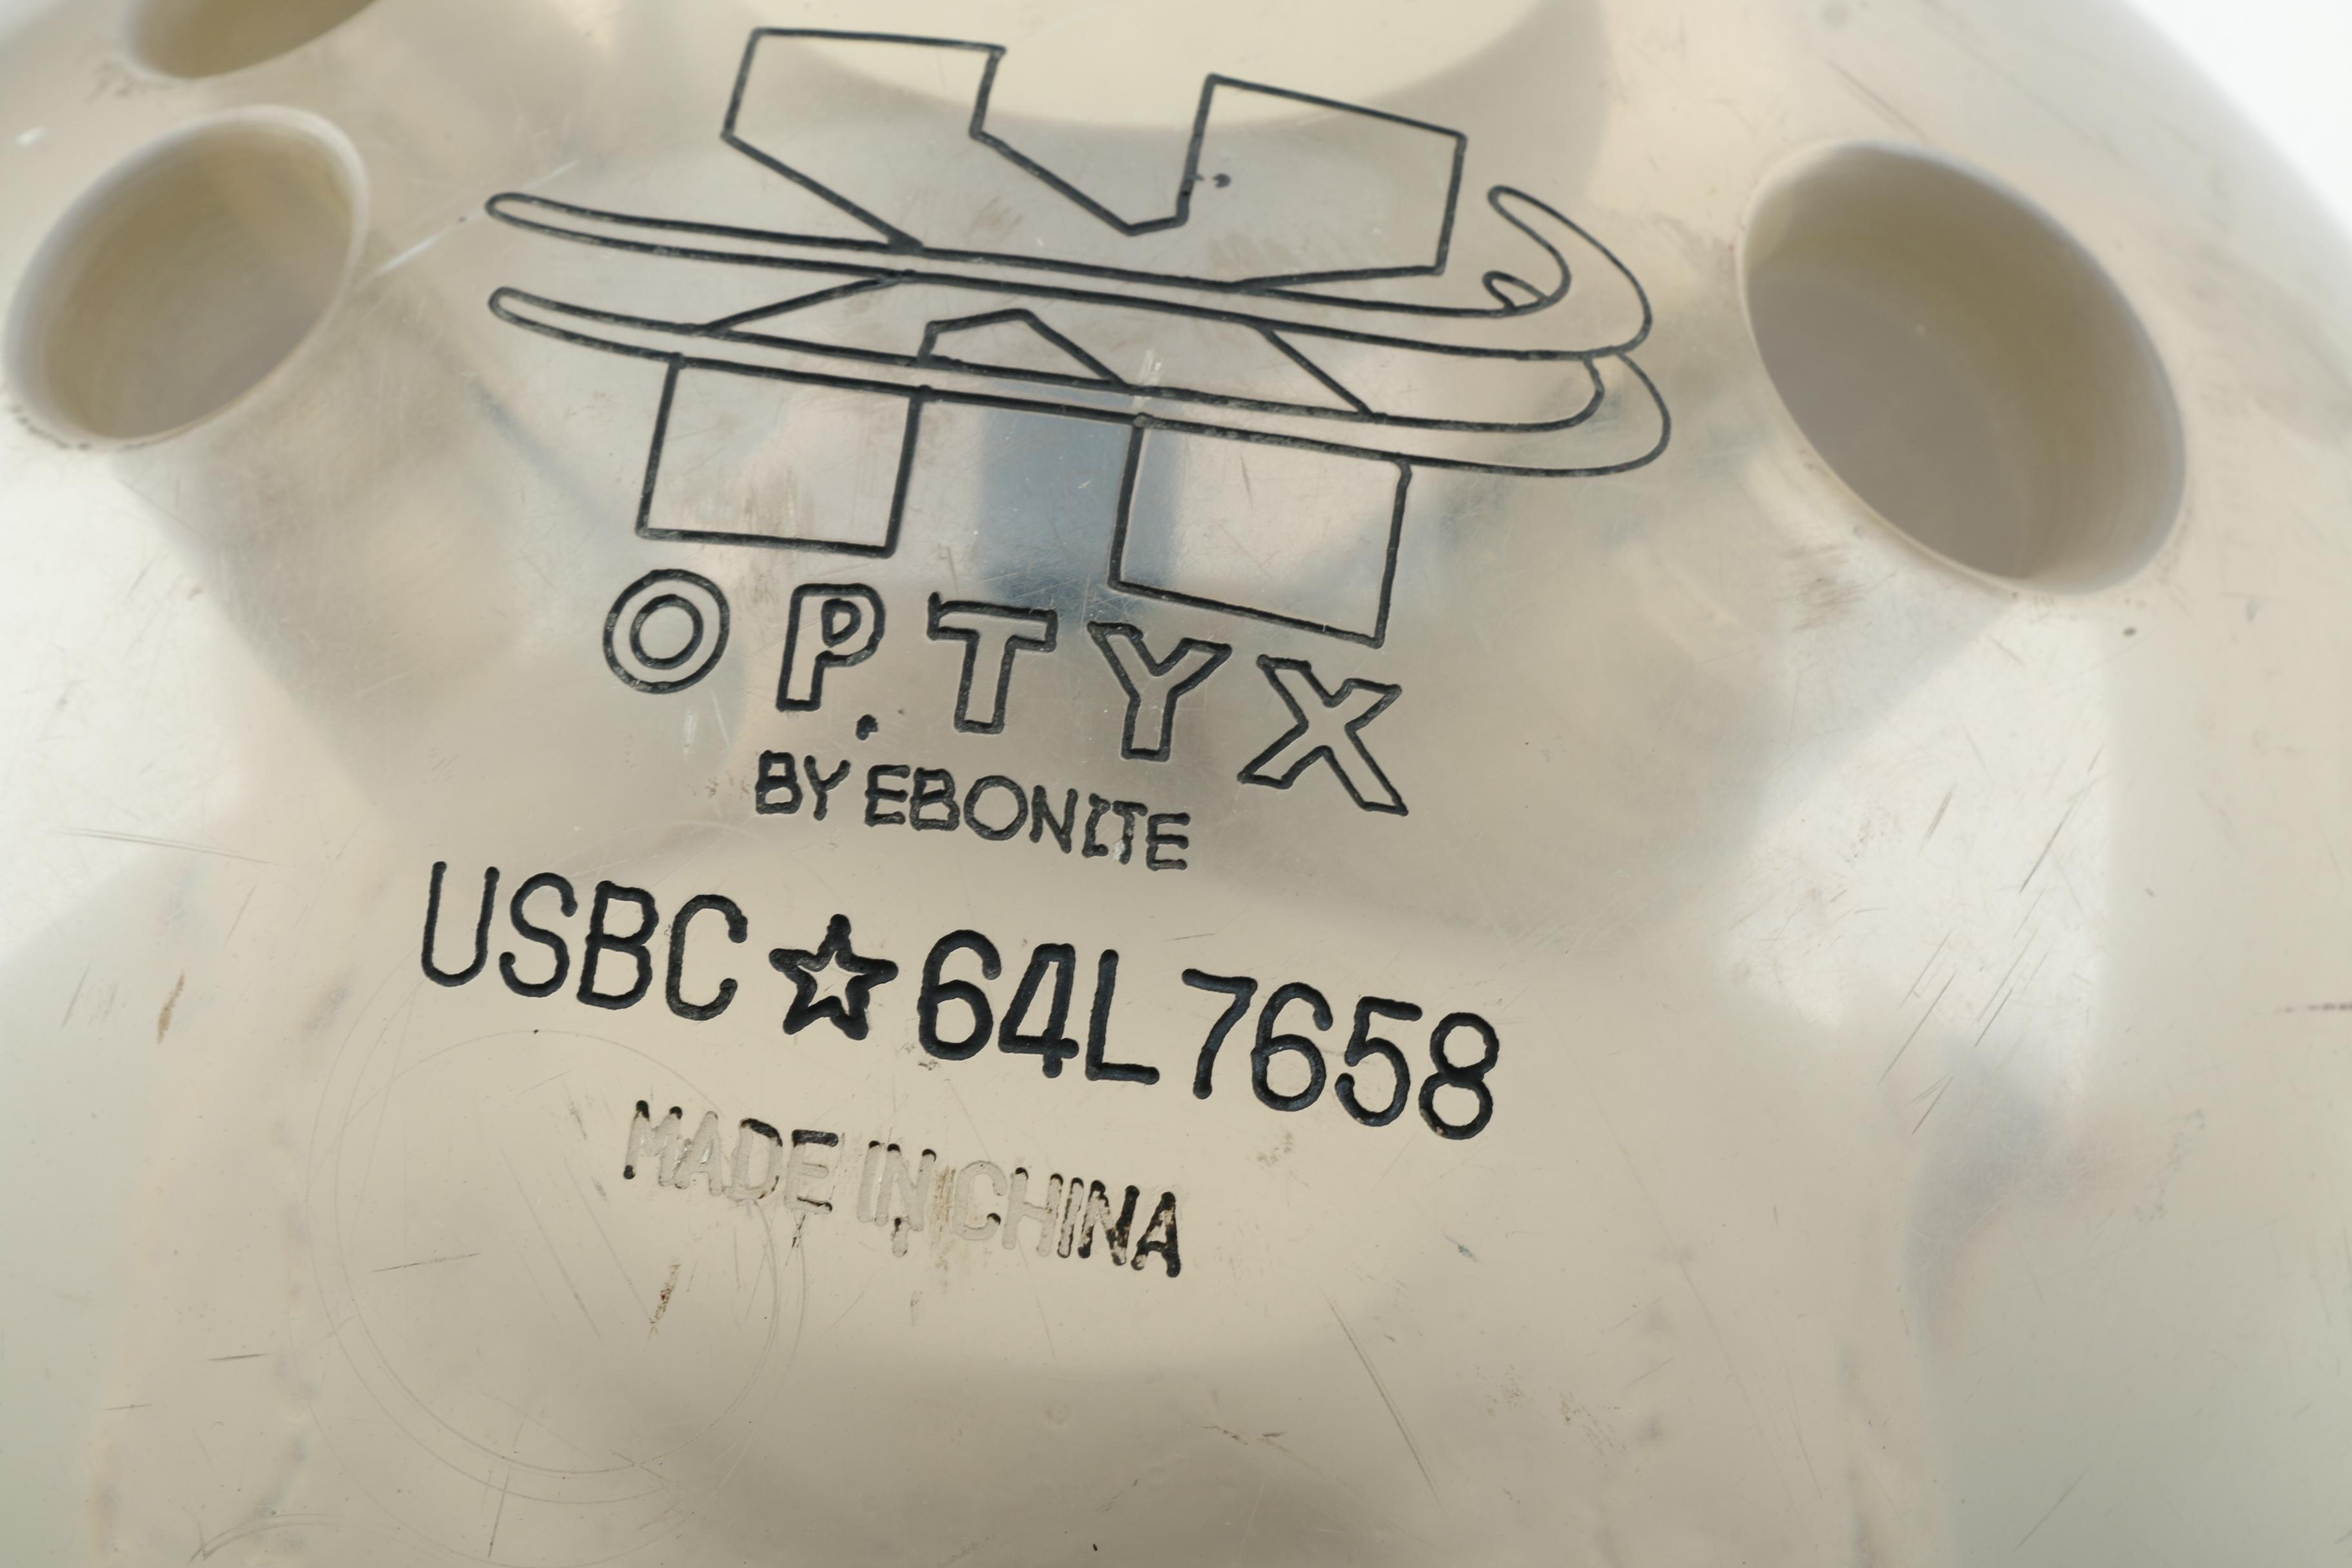 OPTYX
BY EBONITE
USBC☆64L7658
MADE IN CHINA